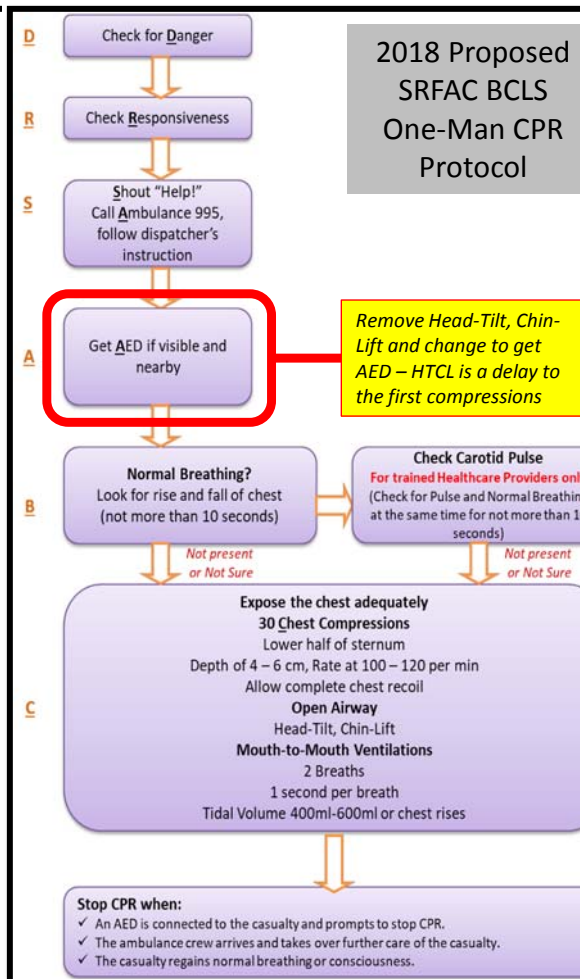 2018 Proposed
SRFAC BCLS
One-Man CPR
Protocol
D
Check for Danger
R
Check Responsiveness
S
Shout “Help!”
Call Ambulance 995,
follow dispatcher’s
instruction
A
Get AED if visible and
nearby
Remove Head-Tilt, Chin-
Lift and change to get
AED – HTCL is a delay to
the first compressions
B
Normal Breathing?
Look for rise and fall of chest
(not more than 10 seconds)
Check Carotid Pulse
For trained Healthcare Providers
(Check for Pulse and Normal
at the same time for not more than
seconds)
Not present
or Not Sure
Not present
or Not Sure
C
Expose the chest adequately
30 Chest Compressions
Lower half of sternum
Depth of 4 – 6 cm, Rate at 100 – 120 per min
Allow complete chest recoil
Open Airway
Head-Tilt, Chin-Lift
Mouth-to-Mouth Ventilations
2 Breaths
1 second per breath
Tidal Volume 400ml-600ml or chest rises
Stop CPR when:
✓ An AED is connected to the casualty and prompts to stop CPR.
✓ The ambulance crew arrives and takes over further care of the casualty.
✓ The casualty regains normal breathing or consciousness.